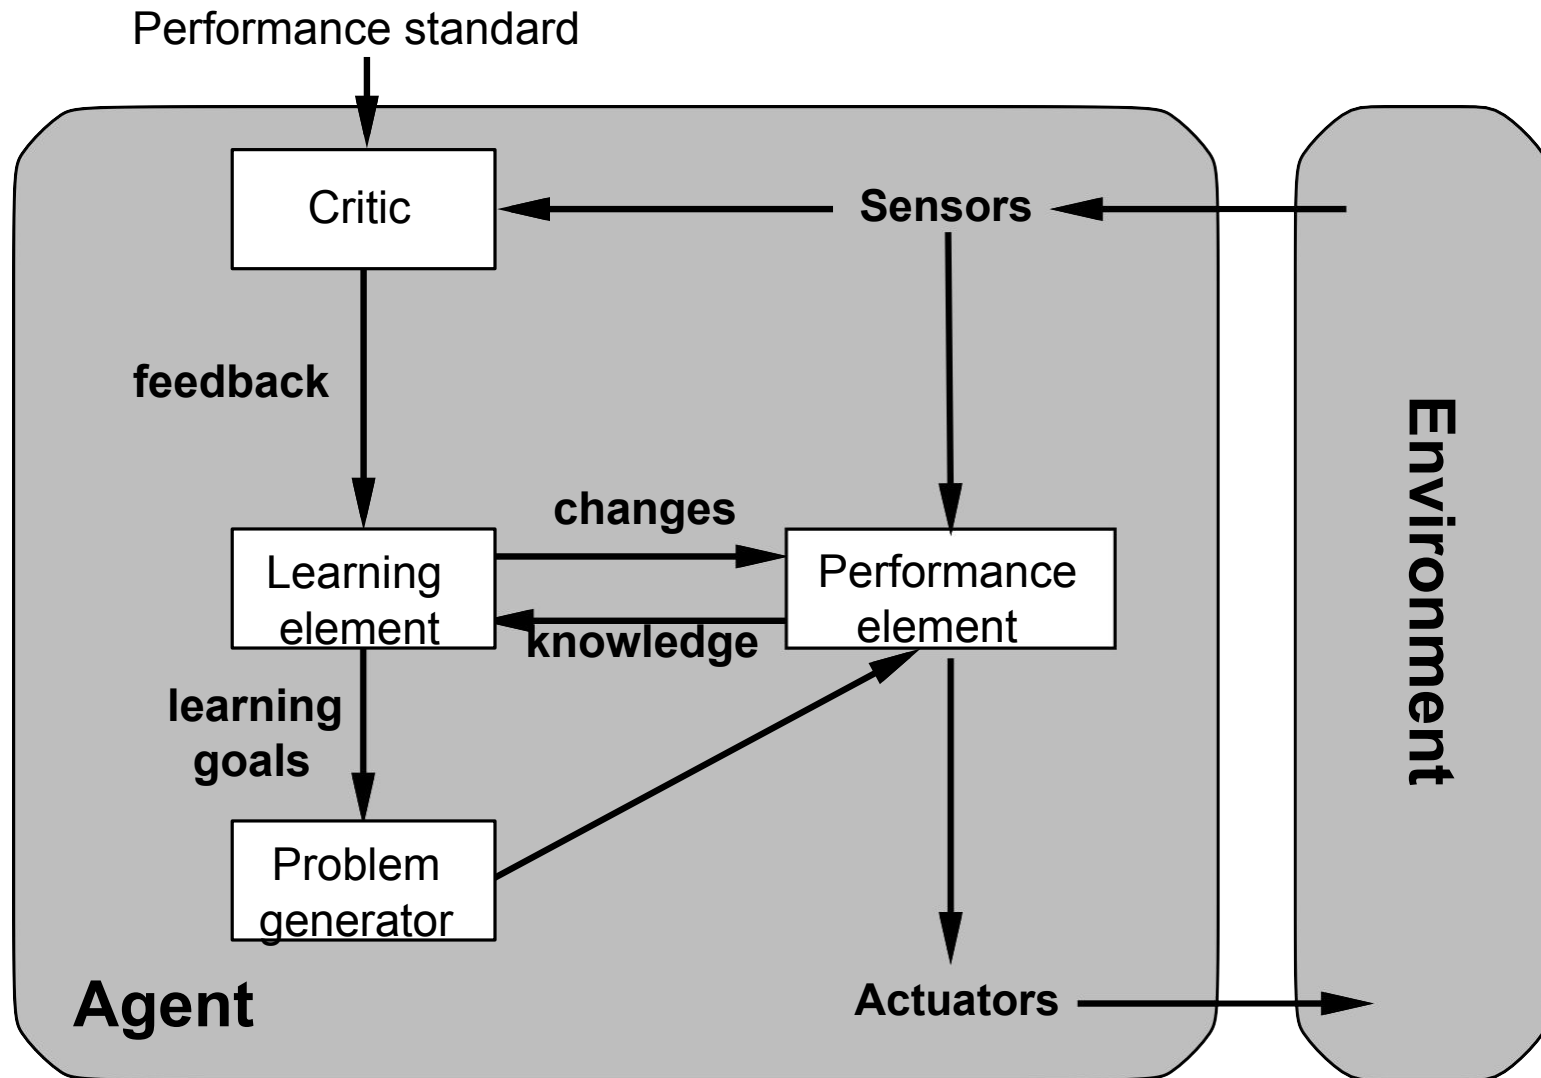 Performance standard
Critic
Sensors
feedback
changes
Learning
element
Performance
element
knowledge
learning
goals
Problem
generator
Agent
Actuators
Environment